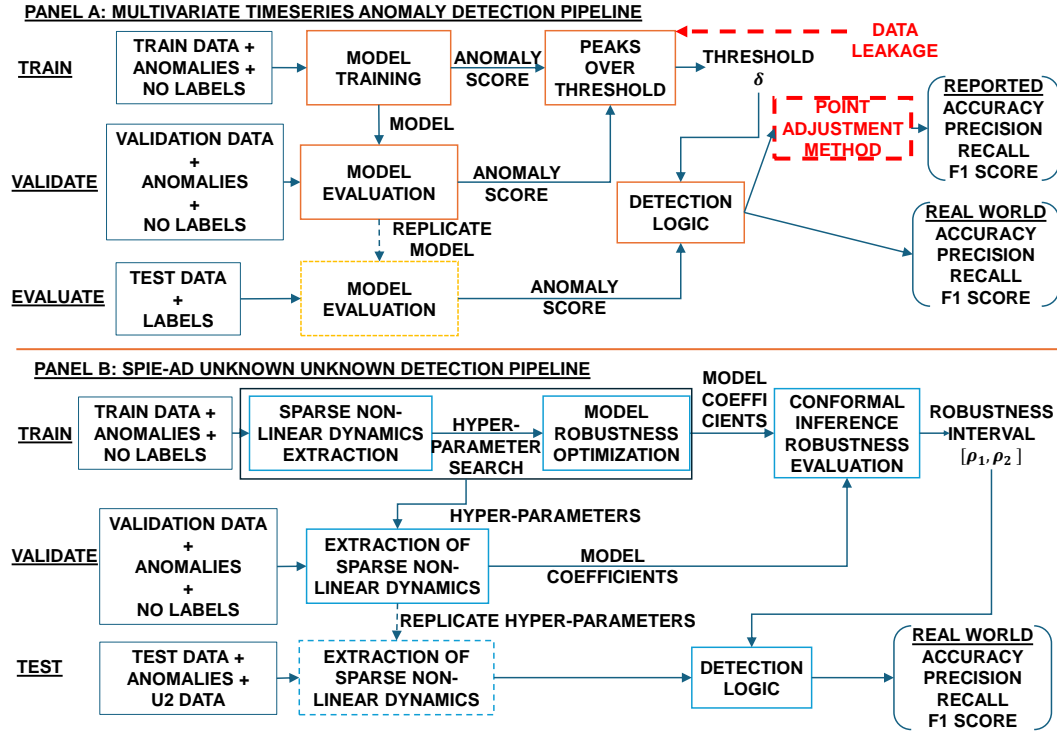 PANEL A: MULTIVARIATE TIMESERIES ANOMALY DETECTION PIPELINE
TRAIN
TRAIN DATA +
ANOMALIES +
NO LABELS
MODEL
TRAINING
ANOMALY
SCORE
PEAKS
OVER
THRESHOLD
DATA
LEAKAGE
THRESHOLD
δ
MODEL
POINT
ADJUSTMENT
METHOD
REPORTED
ACCURACY
PRECISION
RECALL
F1 SCORE
VALIDATE
VALIDATION DATA
+
ANOMALIES
+
NO LABELS
MODEL
EVALUATION
ANOMALY
SCORE
DETECTION
LOGIC
REPLICATE
MODEL
REAL WORLD
ACCURACY
PRECISION
RECALL
F1 SCORE
EVALUATE
TEST DATA
+
LABELS
MODEL
EVALUATION
ANOMALY
SCORE
PANEL B: SPIE-AD UNKNOWN UNKNOWN DETECTION PIPELINE
TRAIN
TRAIN DATA +
ANOMALIES +
NO LABELS
SPARSE NON-
LINEAR DYNAMICS
EXTRACTION
HYPER-
PARAMETER
SEARCH
MODEL
ROBUSTNESS
OPTIMIZATION
MODEL
COEFFI
CIENTS
CONFORMAL
INFERENCE
ROBUSTNESS
EVALUATION
ROBUSTNESS
INTERVAL
[ρ₁, ρ₂ ]
HYPER-PARAMETERS
VALIDATE
VALIDATION DATA
+
ANOMALIES
+
NO LABELS
EXTRACTION OF
SPARSE NON-
LINEAR DYNAMICS
MODEL
COEFFICIENTS
REPLICATE HYPER-PARAMETERS
TEST
TEST DATA +
ANOMALIES +
U2 DATA
EXTRACTION OF
SPARSE NON-
LINEAR DYNAMICS
DETECTION
LOGIC
REAL WORLD
ACCURACY
PRECISION
RECALL
F1 SCORE